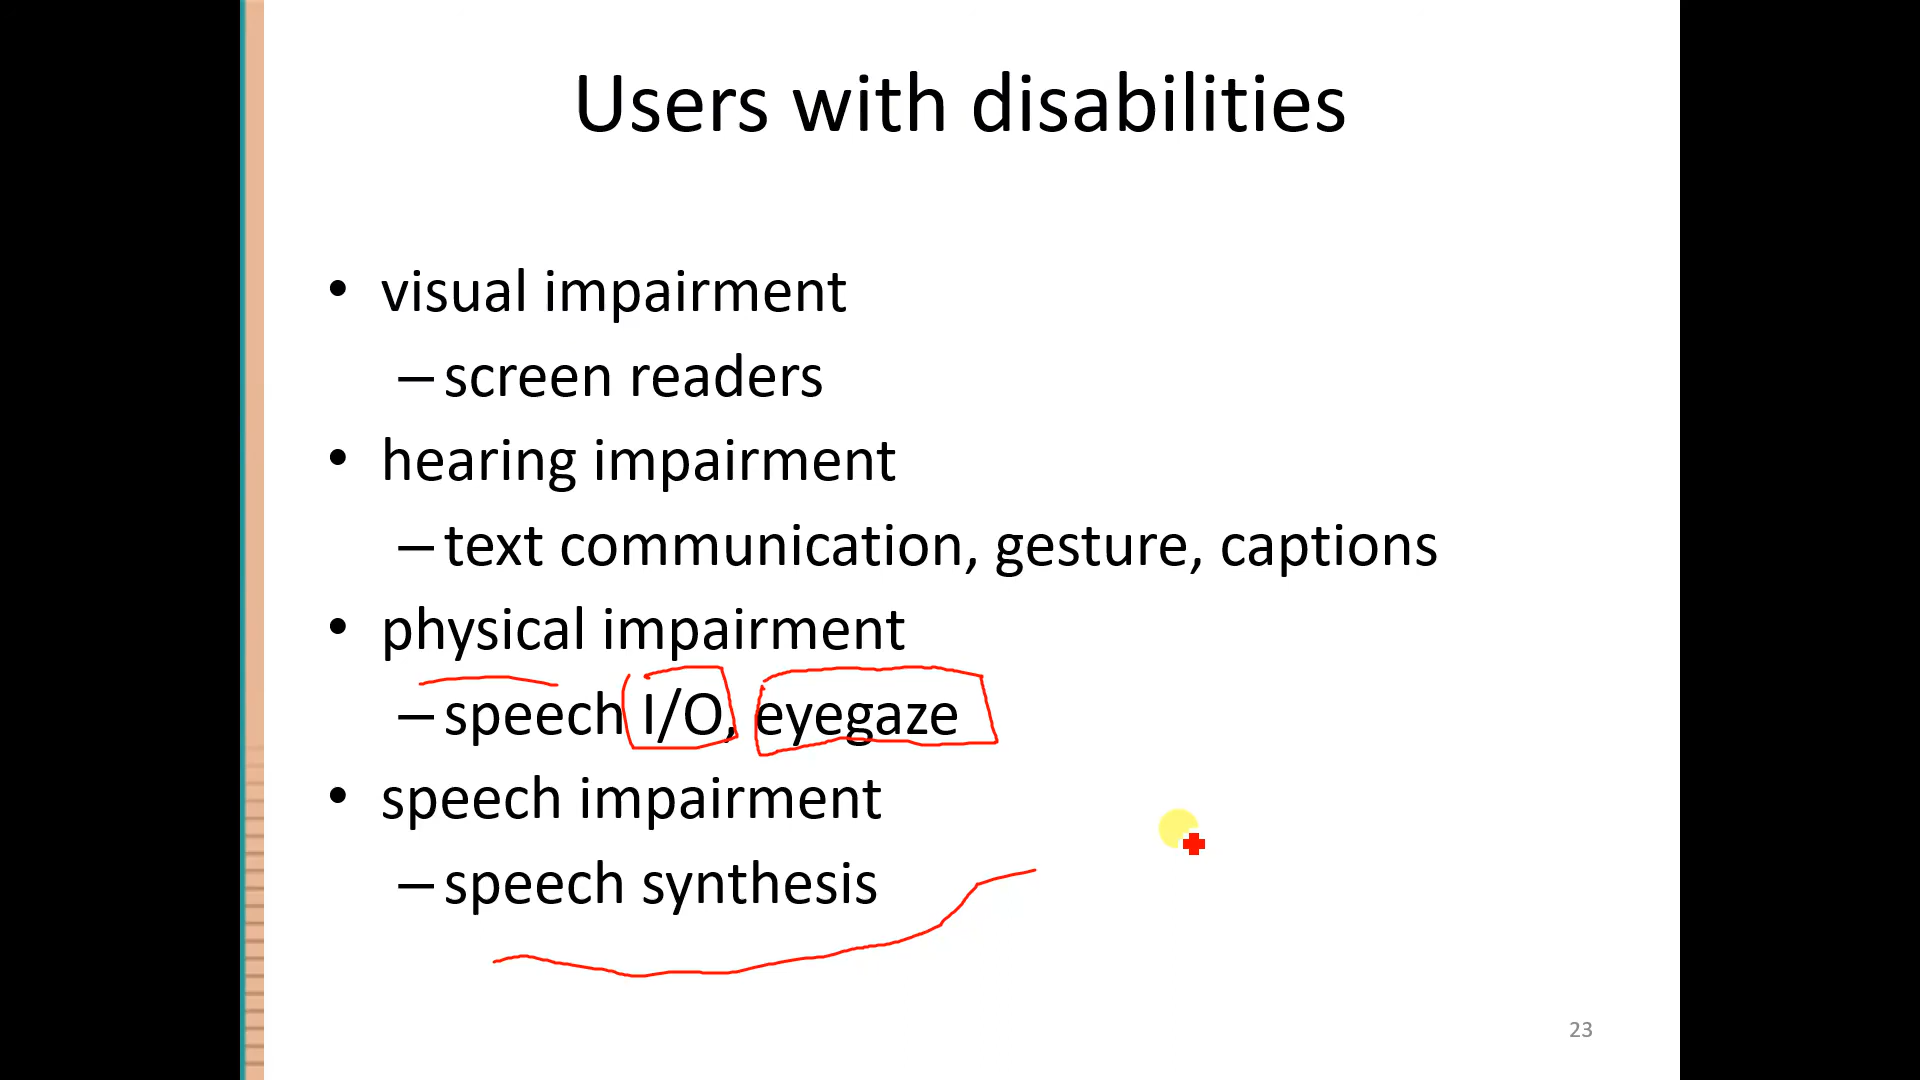 Users with disabilities
• visual impairment
– screen readers
• hearing impairment
– text communication, gesture, captions
• physical impairment
– speech I/O, eyegaze
• speech impairment
– speech synthesis
23